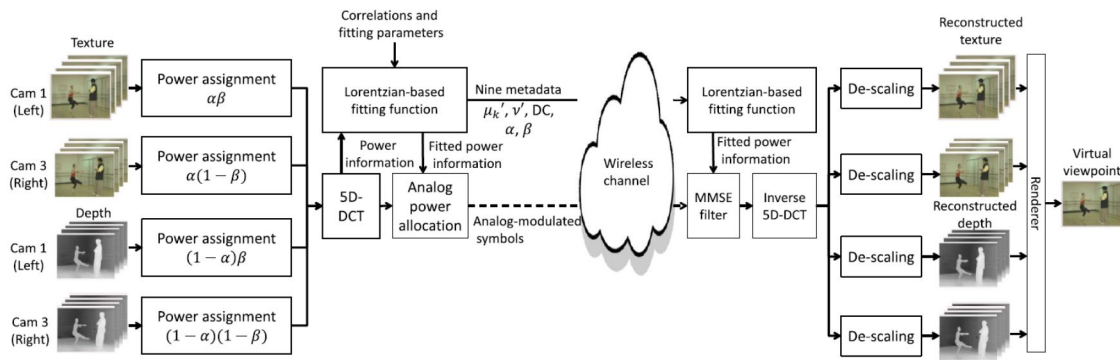 Correlations and
fitting parameters
Texture
Cam 1
(Left)
Power assignment
αβ
Cam 3
(Right)
Power assignment
α(1 − β)
Depth
Cam 1
(Left)
Power assignment
(1 − α)β
Cam 3
(Right)
Power assignment
(1 − α)(1 − β)
Lorentzian-based
fitting function
Power
information
Fitted power
information
5D-
DCT
Analog
power
allocation
Nine metadata
μₖ′, ν′, DC,
α, β
Analog-modulated
symbols
Wireless
channel
Lorentzian-based
fitting function
Fitted power
information
MMSE
filter
Inverse
5D-DCT
De-scaling
De-scaling
De-scaling
De-scaling
Reconstructed
texture
Reconstructed
depth
Renderer
Virtual
viewpoint